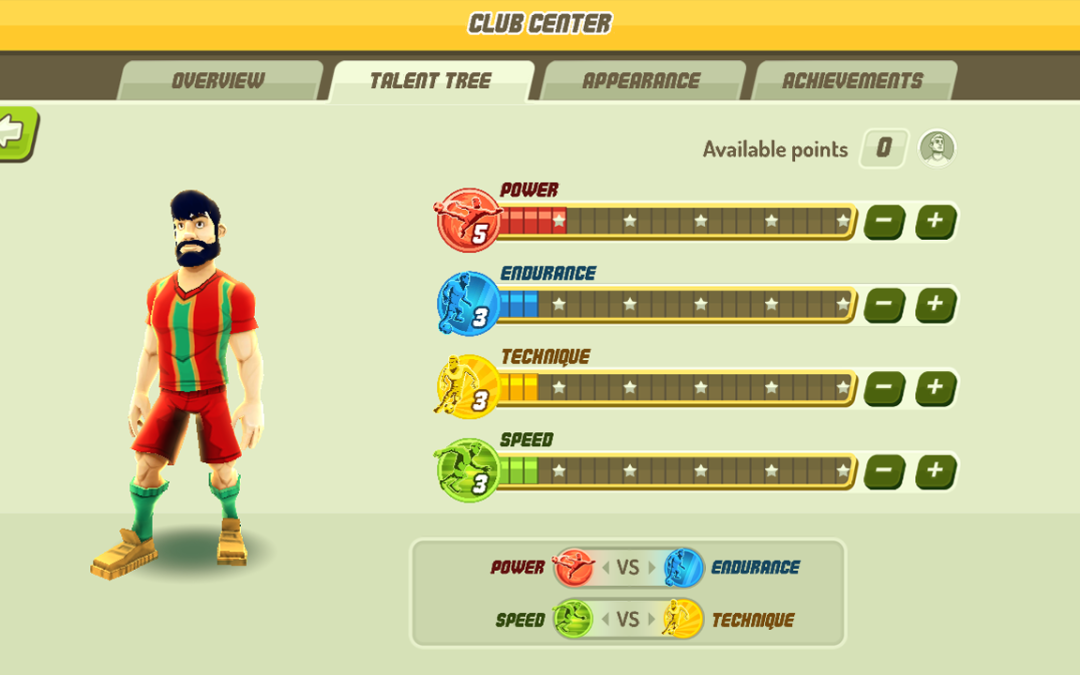 CLUB CENTER
OVERVIEW
TALENT TREE
APPEARANCE
ACHIEVEMENTS
Available points 0
POWER
5
ENDURANCE
3
TECHNIQUE
3
SPEED
3
POWER VS ENDURANCE
SPEED VS TECHNIQUE